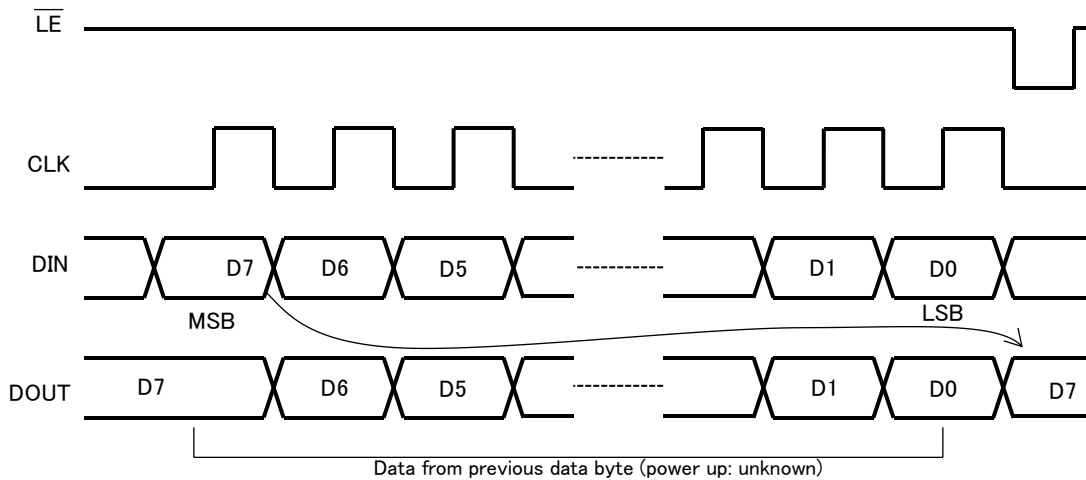 LE
CLK
DIN
D7 D6 D5 D1 D0
MSB LSB
DOUT
D7 D6 D5 D1 D0 D7
Data from previous data byte (power up: unknown)